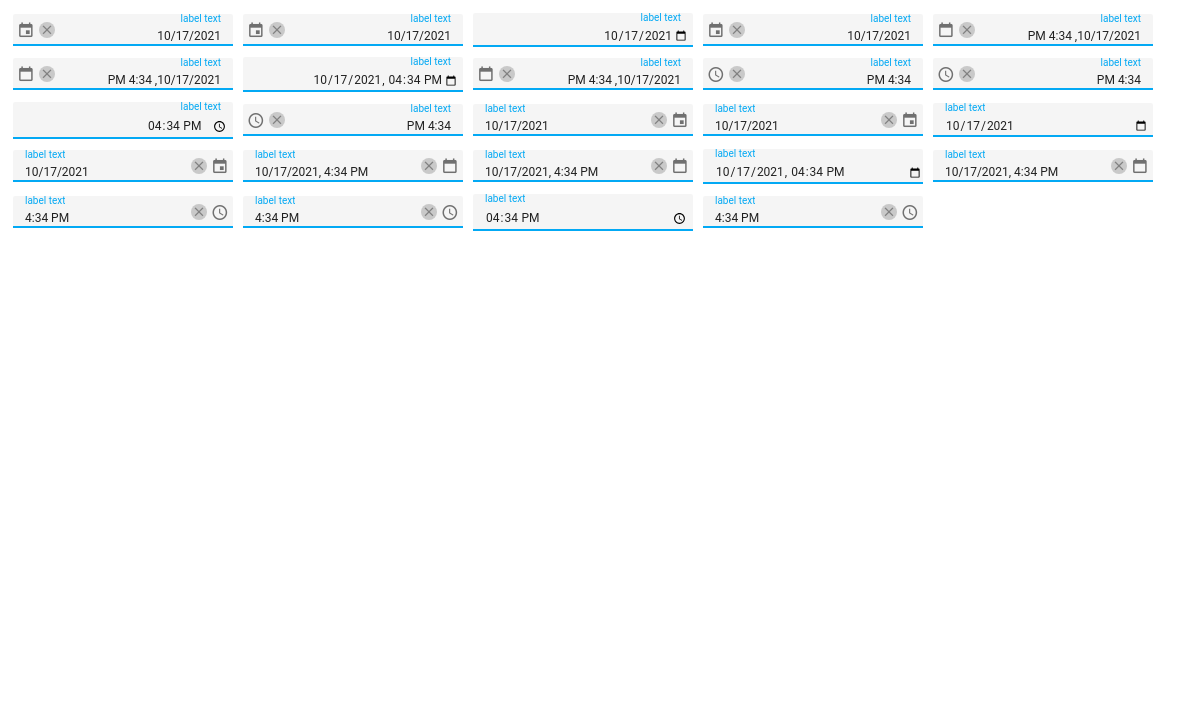 label text
10/17/2021
label text
10/17/2021
label text
10/17/2021
label text
10/17/2021
label text
PM 4:34 ,10/17/2021
label text
PM 4:34 ,10/17/2021
label text
10/17/2021, 04:34 PM
label text
PM 4:34 ,10/17/2021
label text
PM 4:34
label text
PM 4:34
label text
04:34 PM
label text
PM 4:34
label text
10/17/2021
label text
10/17/2021
label text
10/17/2021
label text
10/17/2021
label text
10/17/2021, 4:34 PM
label text
10/17/2021, 4:34 PM
label text
10/17/2021, 04:34 PM
label text
10/17/2021, 4:34 PM
label text
4:34 PM
label text
4:34 PM
label text
04:34 PM
label text
4:34 PM